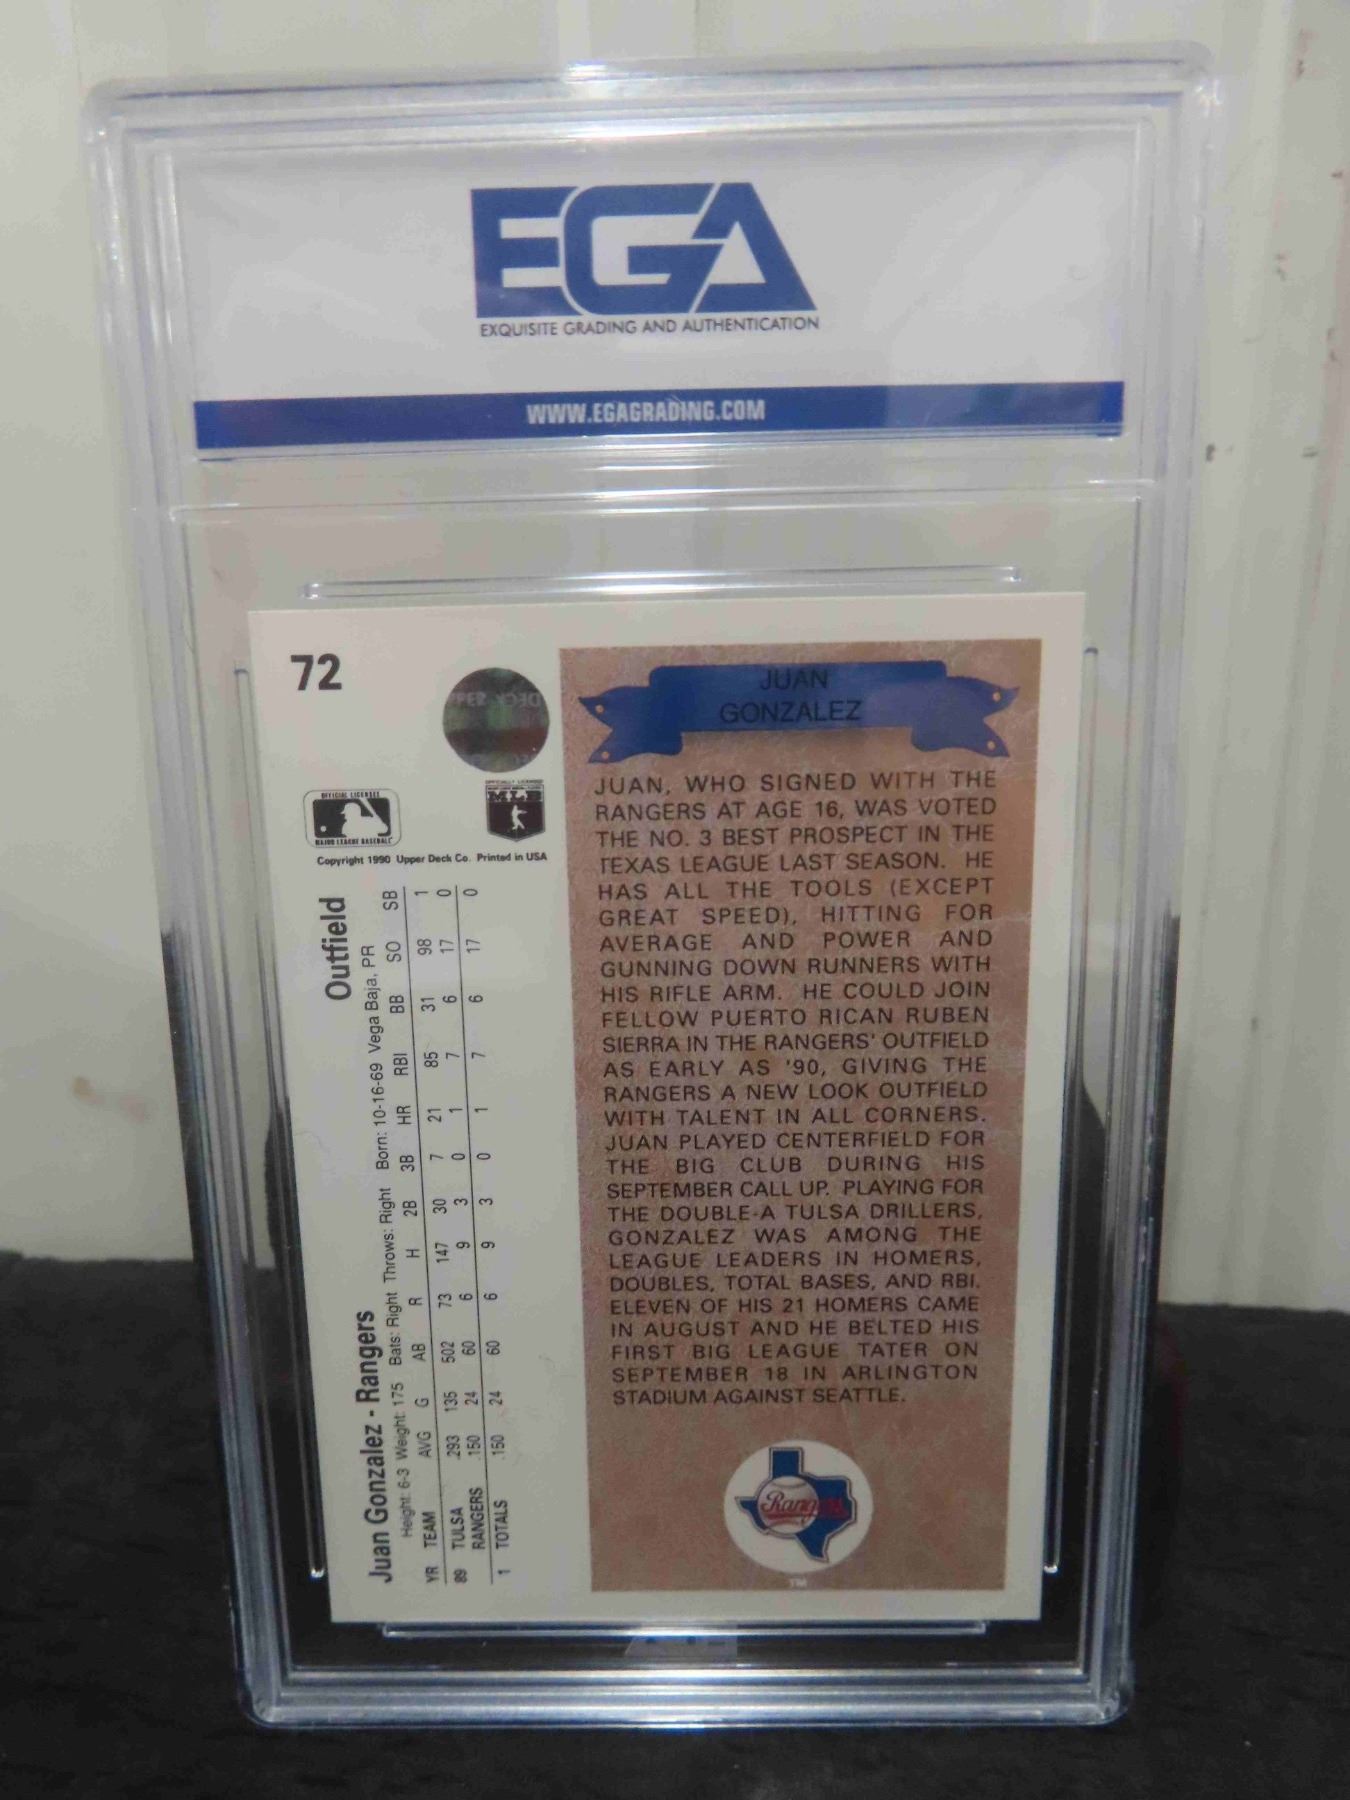 EGA
EXQUISITE GRADING AND AUTHENTICATION
WWW.EGAGRADING.COM
72
OFFICIAL LICENSEE
MAJOR LEAGUE BASEBALL
OFFICIALLY LICENSED
MLB
Copyright 1990 Upper Deck Co. Printed in USA
Juan Gonzalez - Rangers Outfield
Height: 6-3 Weight: 175 Bats: Right Throws: Right Born: 10-16-69 Vega Baja, PR
YR TEAM AVG G AB R H 2B 3B HR RBI BB SO SB
89 TULSA .293 135 502 73 147 30 7 21 85 31 98 1
RANGERS .150 24 60 6 9 3 0 1 7 6 17 0
1 TOTALS .150 24 60 6 9 3 0 1 7 6 17 0
JUAN
GONZALEZ
JUAN, WHO SIGNED WITH THE
RANGERS AT AGE 16, WAS VOTED
THE NO. 3 BEST PROSPECT IN THE
TEXAS LEAGUE LAST SEASON. HE
HAS ALL THE TOOLS (EXCEPT
GREAT SPEED), HITTING FOR
AVERAGE AND POWER AND
GUNNING DOWN RUNNERS WITH
HIS RIFLE ARM. HE COULD JOIN
FELLOW PUERTO RICAN RUBEN
SIERRA IN THE RANGERS' OUTFIELD
AS EARLY AS '90, GIVING THE
RANGERS A NEW LOOK OUTFIELD
WITH TALENT IN ALL CORNERS.
JUAN PLAYED CENTERFIELD FOR
THE BIG CLUB DURING HIS
SEPTEMBER CALL UP. PLAYING FOR
THE DOUBLE-A TULSA DRILLERS,
GONZALEZ WAS AMONG THE
LEAGUE LEADERS IN HOMERS,
DOUBLES, TOTAL BASES, AND RBI.
ELEVEN OF HIS 21 HOMERS CAME
IN AUGUST AND HE BELTED HIS
FIRST BIG LEAGUE TATER ON
SEPTEMBER 18 IN ARLINGTON
STADIUM AGAINST SEATTLE.
Rangers
TM